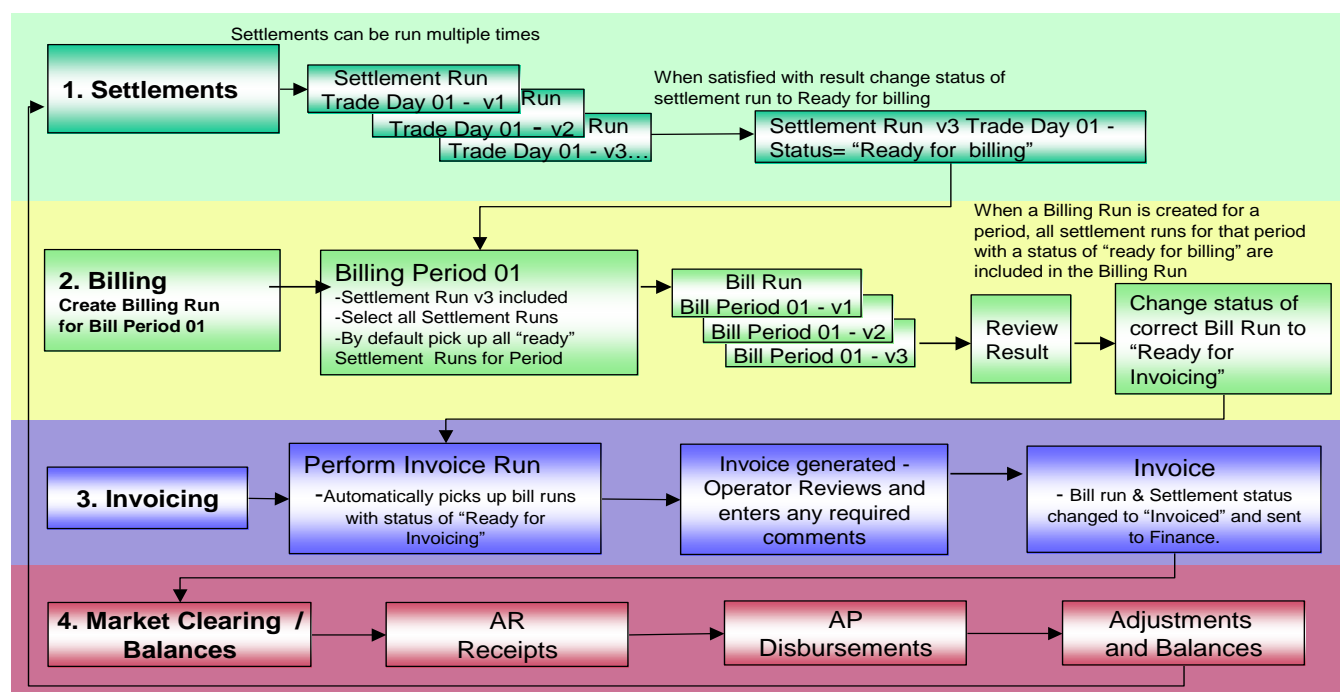 Settlements can be run multiple times
1. Settlements
Settlement Run
Trade Day 01 - v1
Run
Trade Day 01 - v2
Run
Trade Day 01 - v3...
When satisfied with result change status of
settlement run to Ready for billing
Settlement Run v3 Trade Day 01 -
Status= “Ready for billing”
When a Billing Run is created for a
period, all settlement runs for that period
with a status of “ready for billing” are
included in the Billing Run
2. Billing
Create Billing Run
for Bill Period 01
Billing Period 01
-Settlement Run v3 included
-Select all Settlement Runs
-By default pick up all “ready”
Settlement Runs for Period
Bill Run
Bill Period 01 - v1
Bill Period 01 - v2
Bill Period 01 - v3
Review
Result
Change status of
correct Bill Run to
“Ready for
Invoicing”
3. Invoicing
Perform Invoice Run
-Automatically picks up bill runs
with status of “Ready for
Invoicing”
Invoice generated -
Operator Reviews and
enters any required
comments
Invoice
- Bill run & Settlement status
changed to “Invoiced” and sent
to Finance.
4. Market Clearing /
Balances
AR
Receipts
AP
Disbursements
Adjustments
and Balances